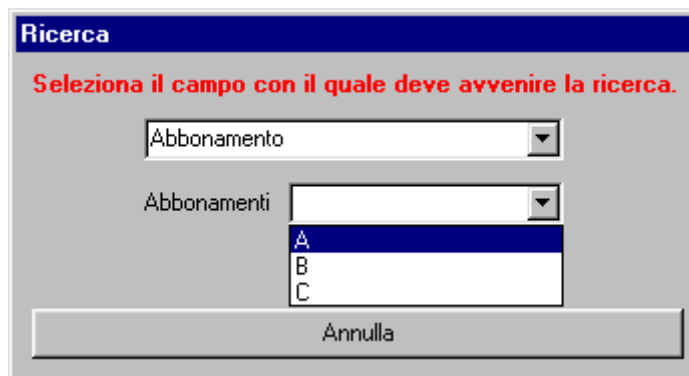 Ricerca
Seleziona il campo con il quale deve avvenire la ricerca.
Abbonamento
Abbonamenti
A
B
C
Annulla